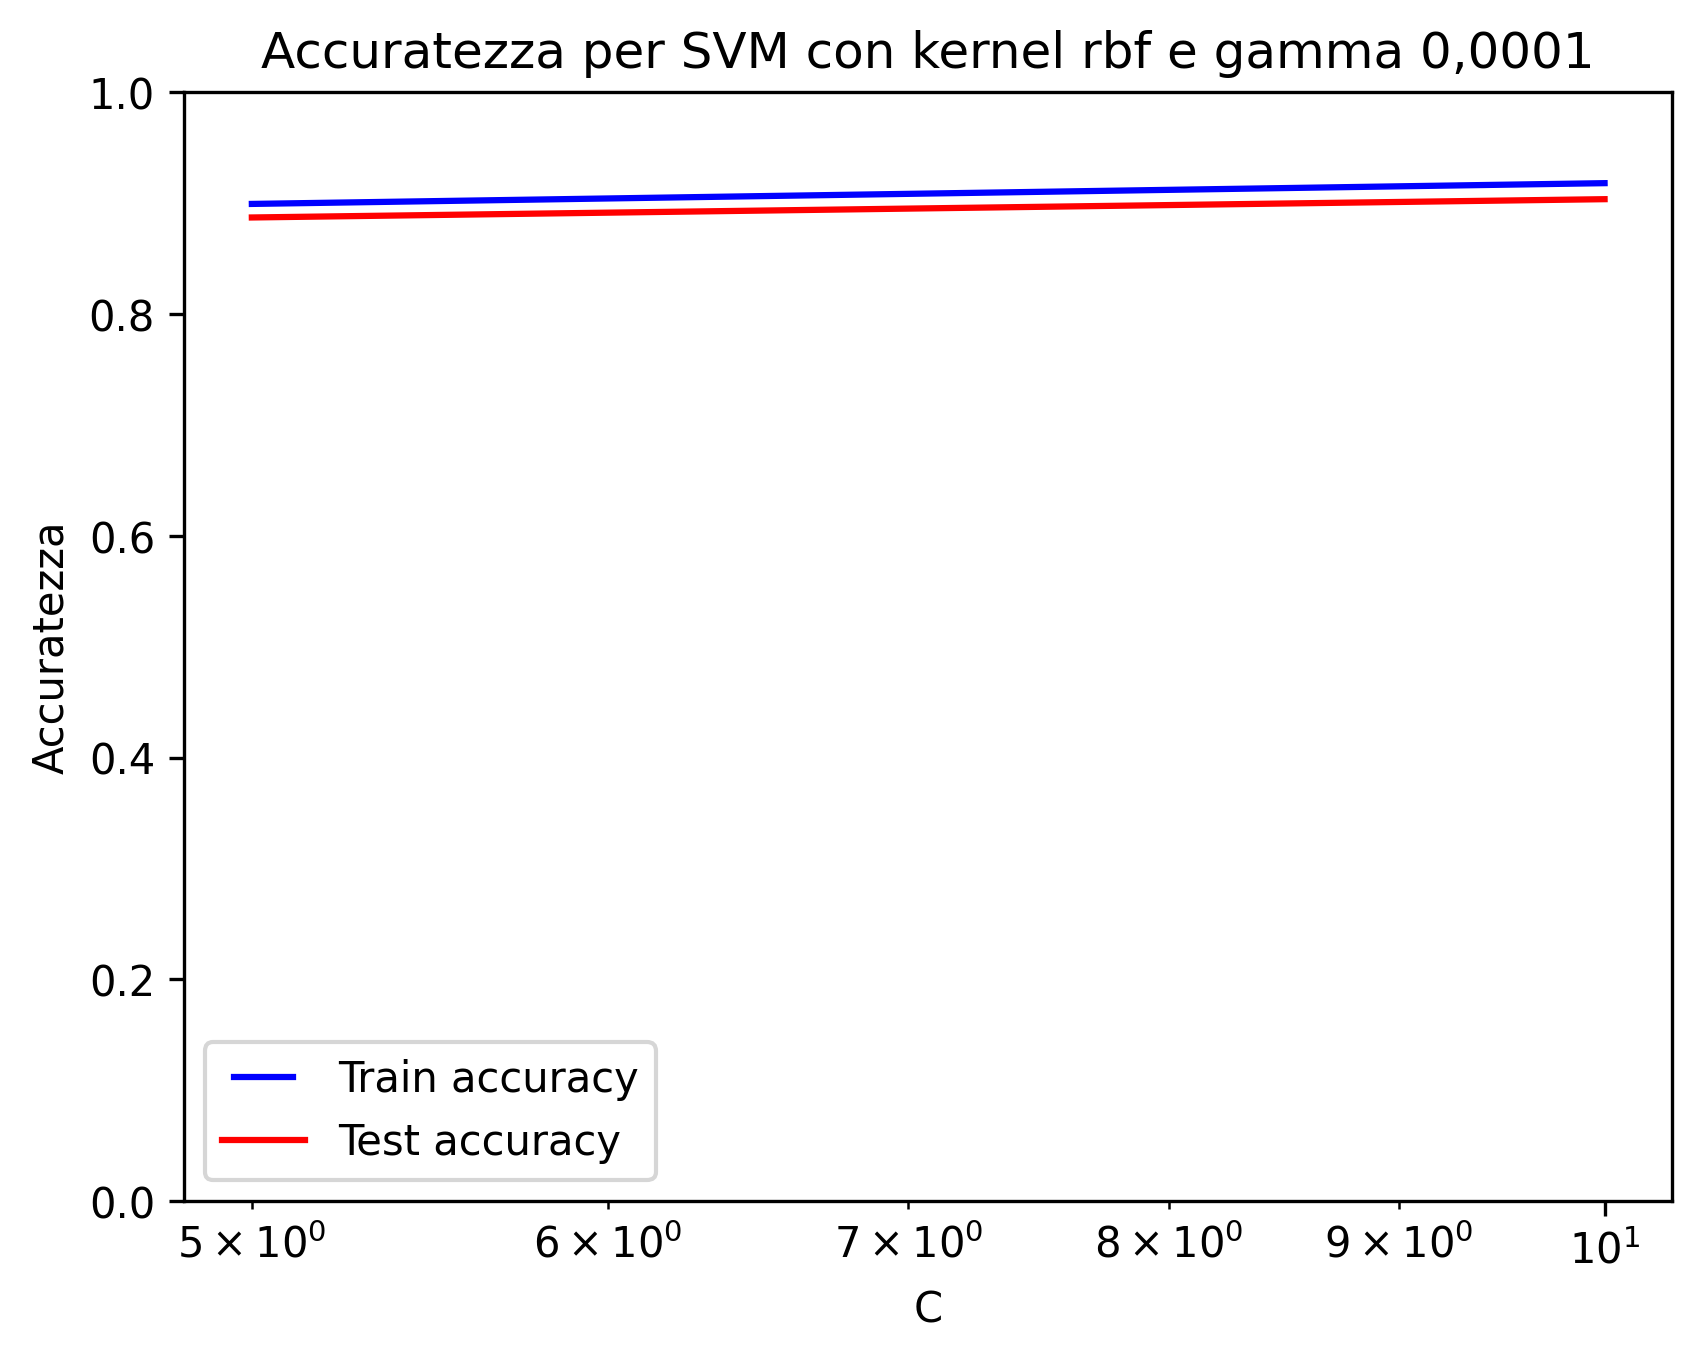 Accuratezza per SVM con kernel rbf e gamma 0,0001
1.0
0.8
0.6
0.4
0.2
0.0
Accuratezza
Train accuracy
Test accuracy
5 × 10⁰ 6 × 10⁰ 7 × 10⁰ 8 × 10⁰ 9 × 10⁰ 10¹
C